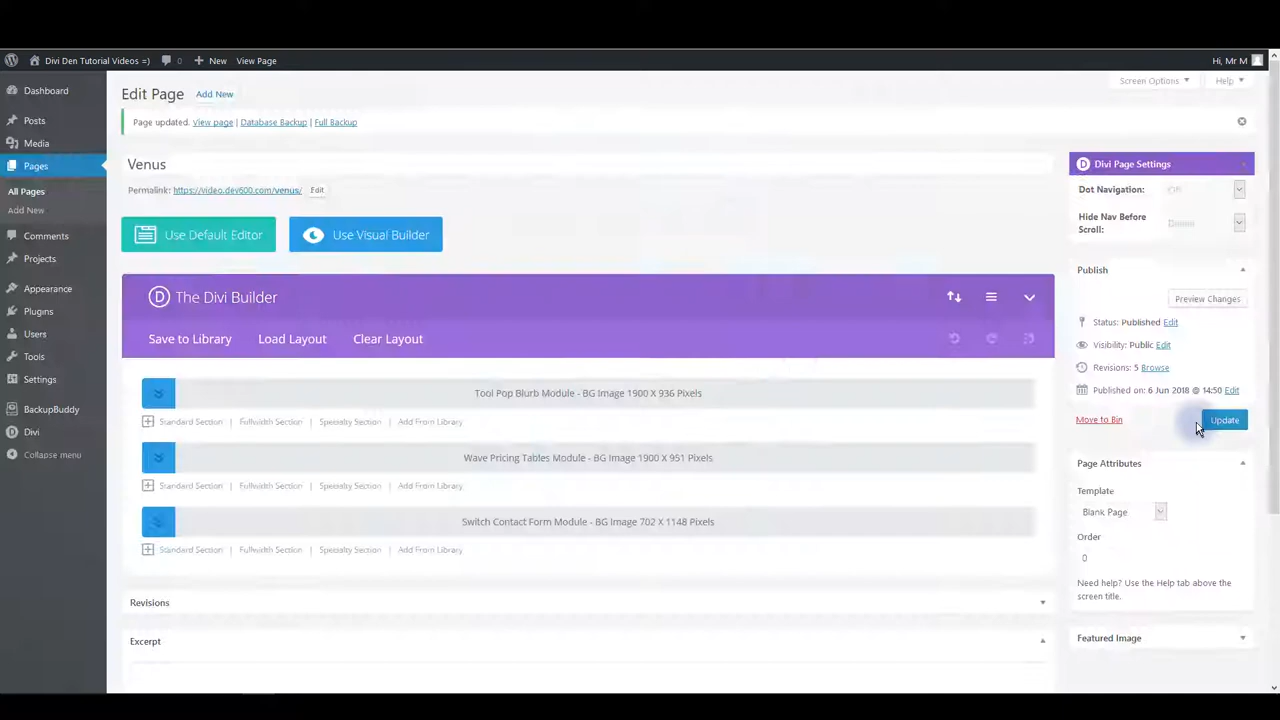 Divi Den Tutorial Videos =) 0 + New View Page Hi, Mr M
Screen Options Help
Dashboard
Posts
Media
Pages
All Pages
Add New
Comments
Projects
Appearance
Plugins
Users
Tools
Settings
BackupBuddy
Divi
Collapse menu
Edit Page Add New
Page updated. View page | Database Backup | Full Backup
Venus
Permalink: https://video.dev600.com/venus/ Edit
Use Default Editor Use Visual Builder
The Divi Builder
Save to Library Load Layout Clear Layout
Tool Pop Blurb Module - BG Image 1900 X 936 Pixels
Standard Section | Fullwidth Section | Specialty Section | Add From Library
Wave Pricing Tables Module - BG Image 1900 X 951 Pixels
Standard Section | Fullwidth Section | Specialty Section | Add From Library
Switch Contact Form Module - BG Image 702 X 1148 Pixels
Standard Section | Fullwidth Section | Specialty Section | Add From Library
Revisions
Excerpt
Divi Page Settings
Dot Navigation: Off
Hide Nav Before
Scroll:
Publish
Preview Changes
Status: Published Edit
Visibility: Public Edit
Revisions: 5 Browse
Published on: 6 Jun 2018 @ 14:50 Edit
Move to Bin Update
Page Attributes
Template
Blank Page
Order
0
Need help? Use the Help tab above the
screen title.
Featured Image